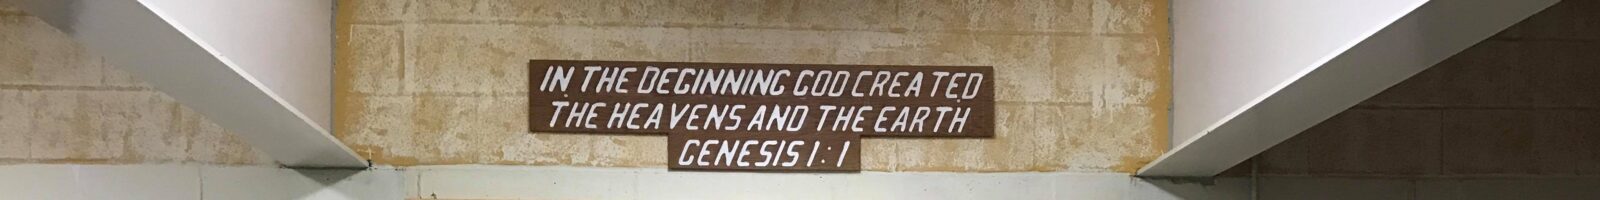 IN THE BEGINNING GOD CREATED
THE HEAVENS AND THE EARTH
GENESIS 1:1